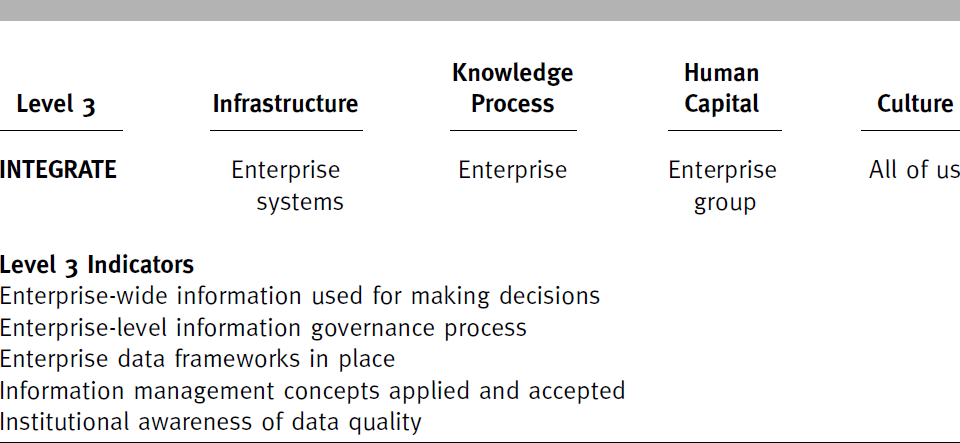 Level 3 Infrastructure Knowledge Process Human Capital Culture
INTEGRATE Enterprise systems Enterprise Enterprise group All of us
Level 3 Indicators
Enterprise-wide information used for making decisions
Enterprise-level information governance process
Enterprise data frameworks in place
Information management concepts applied and accepted
Institutional awareness of data quality